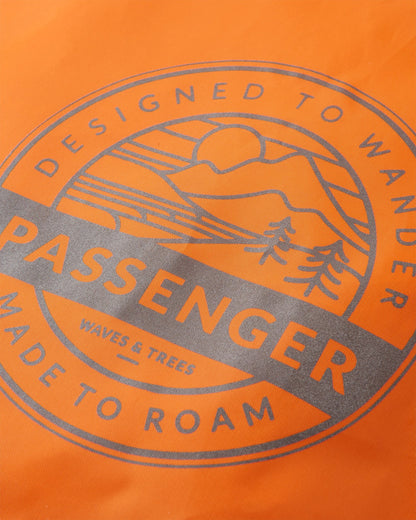 DESIGNED TO WANDER
PASSENGER
WAVES & TREES
MADE TO ROAM